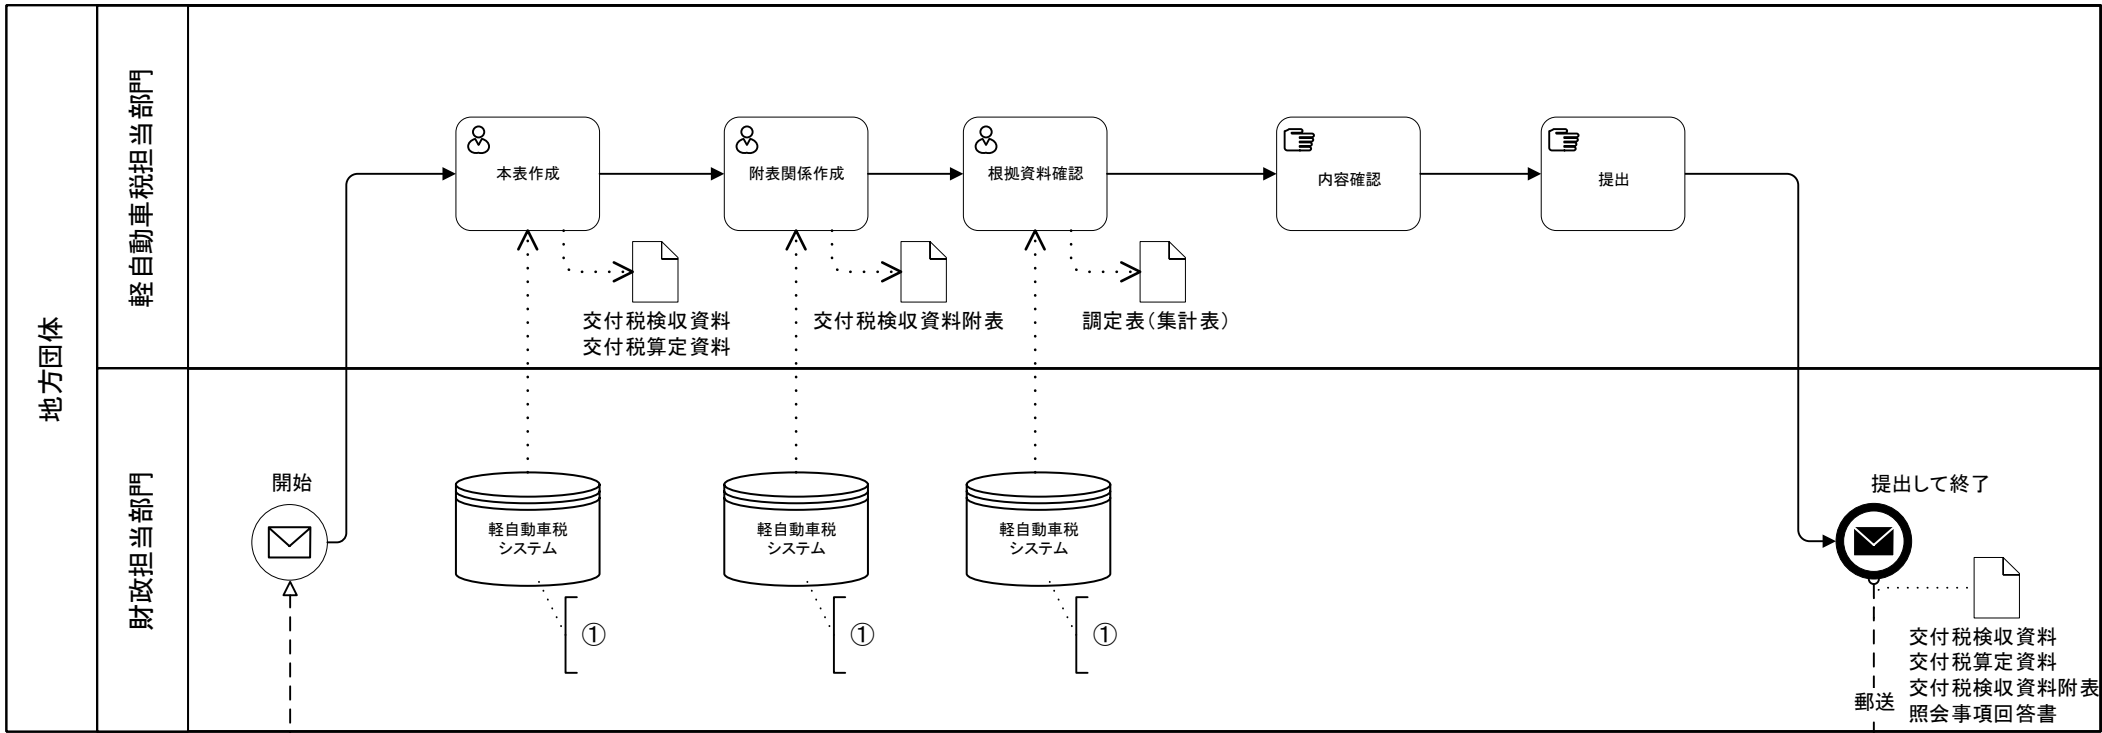 地方団体
軽自動車税担当部門
本表作成
附表関係作成
根拠資料確認
内容確認
提出
交付税検収資料
交付税算定資料
交付税検収資料附表
調定表（集計表）
財政担当部門
開始
軽自動車税
システム
①
軽自動車税
システム
①
軽自動車税
システム
①
提出して終了
郵送
交付税検収資料
交付税算定資料
交付税検収資料附表
照会事項回答書